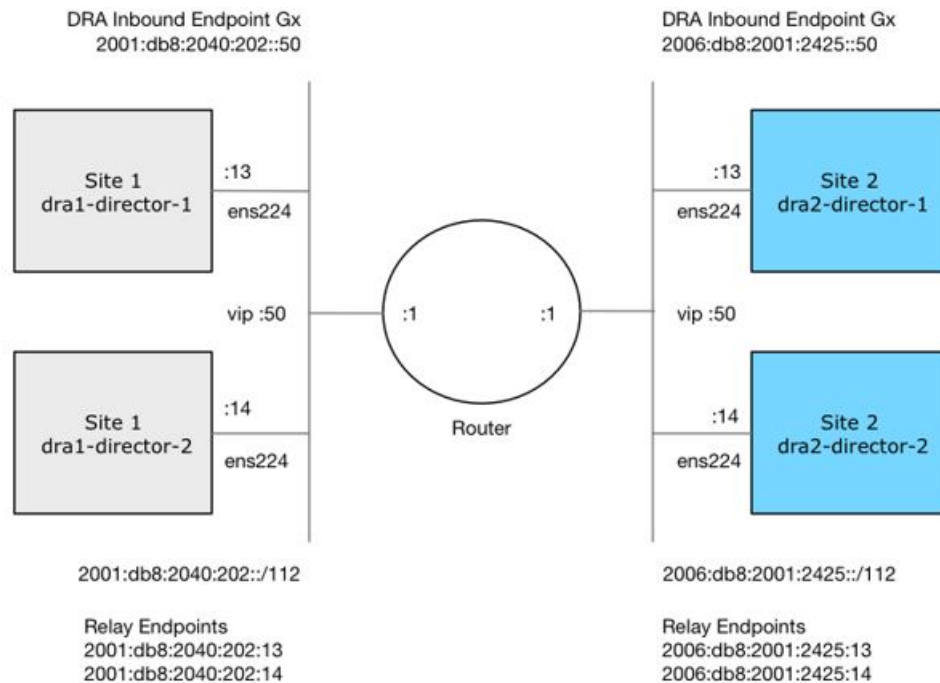 DRA Inbound Endpoint Gx
2001:db8:2040:202::50
DRA Inbound Endpoint Gx
2006:db8:2001:2425::50
Site 1
dra1-director-1
:13
ens224
:13
ens224
Site 2
dra2-director-1
vip :50
:1
:1
vip :50
Router
Site 1
dra1-director-2
:14
ens224
:14
ens224
Site 2
dra2-director-2
2001:db8:2040:202::/112
2006:db8:2001:2425::/112
Relay Endpoints
2001:db8:2040:202:13
2001:db8:2040:202:14
Relay Endpoints
2006:db8:2001:2425:13
2006:db8:2001:2425:14